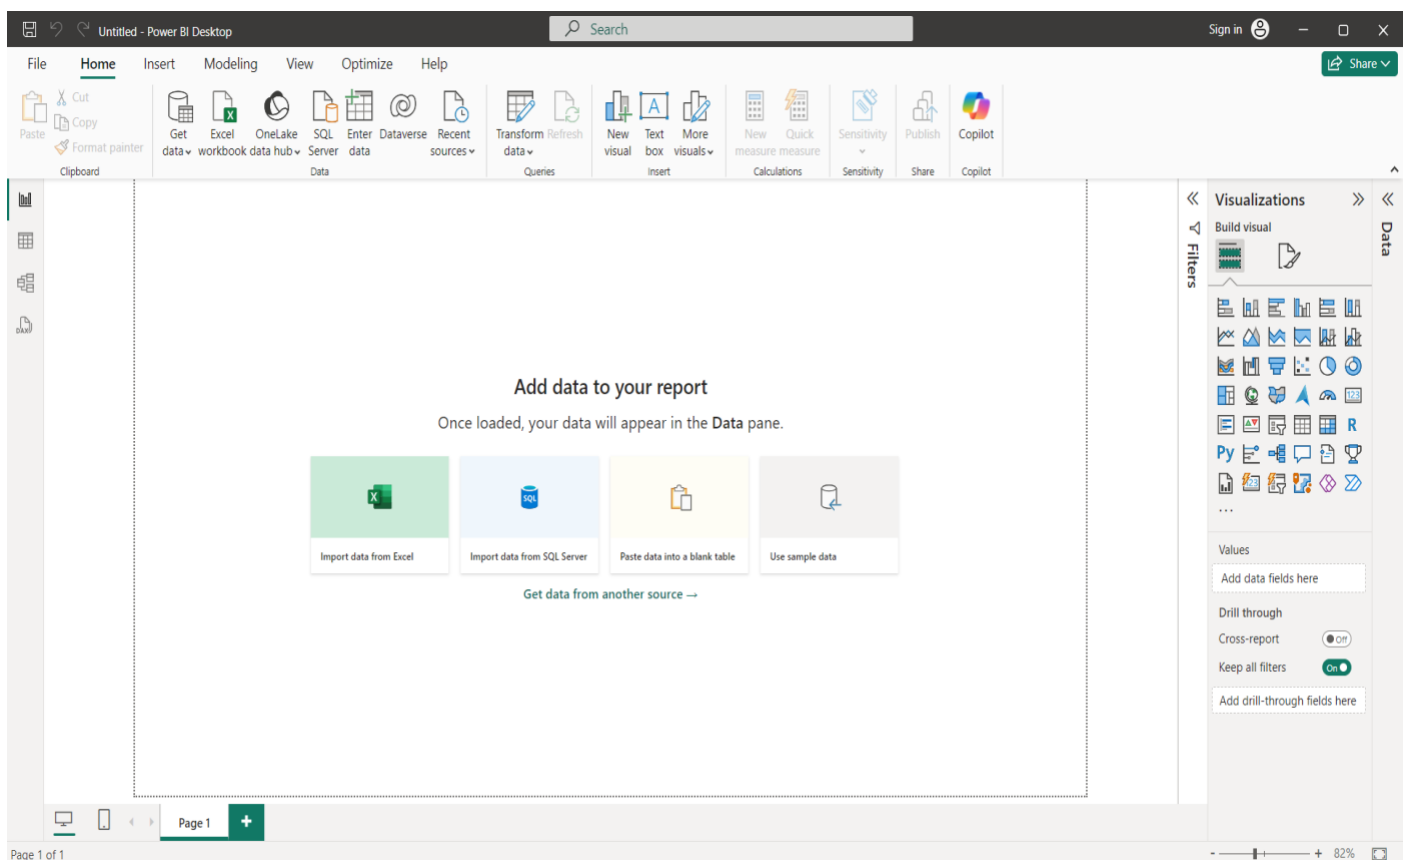 Untitled - Power BI Desktop
Search
Sign in
File Home Insert Modeling View Optimize Help
Share
Paste
Cut
Copy
Format painter
Clipboard
Get data
Excel workbook
OneLake data hub
SQL Server
Enter data
Dataverse
Recent sources
Data
Transform data
Refresh
Queries
New visual
Text box
More visuals
Insert
New measure
Quick measure
Calculations
Sensitivity
Sensitivity
Publish
Share
Copilot
Copilot
DAX
Add data to your report
Once loaded, your data will appear in the Data pane.
Import data from Excel
Import data from SQL Server
Paste data into a blank table
Use sample data
Get data from another source →
Filters
Visualizations
Build visual
123
R
Py
123
...
Values
Add data fields here
Drill through
Cross-report
Off
Keep all filters
On
Add drill-through fields here
Data
Page 1
Page 1 of 1
82%